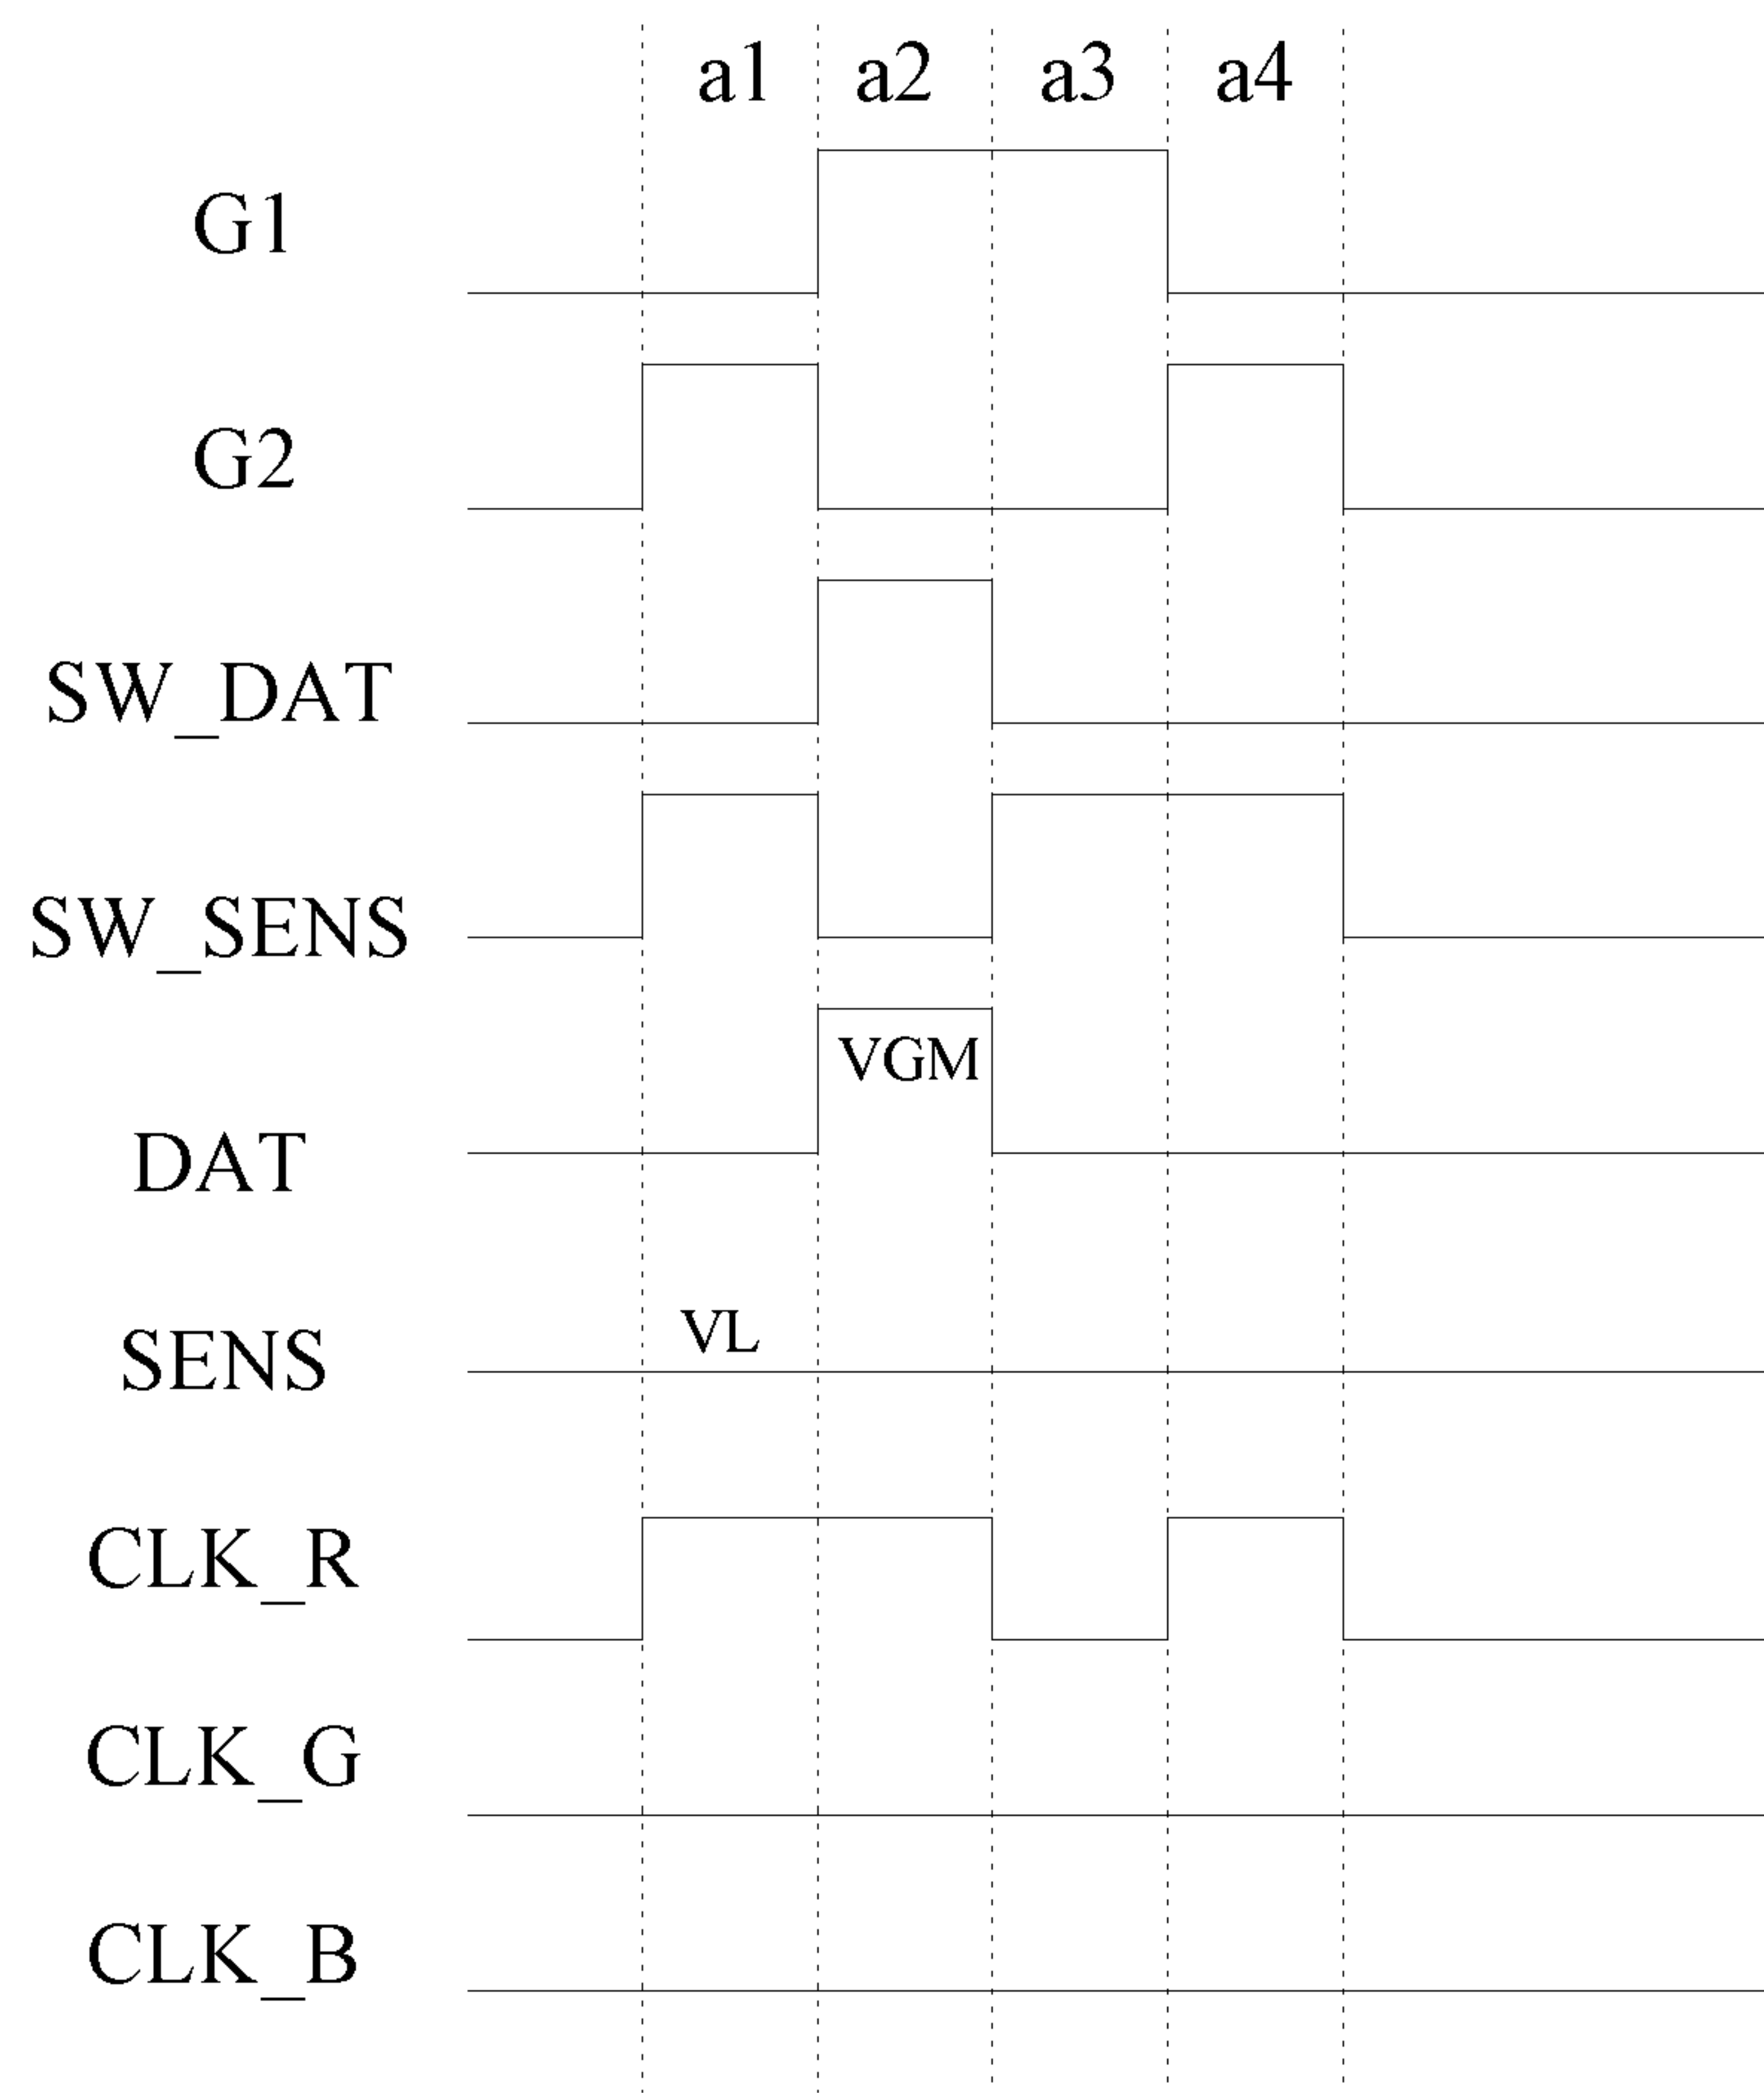 a1 a2 a3 a4
G1
G2
SW_DAT
SW_SENS
VGM
DAT
VL
SENS
CLK_R
CLK_G
CLK_B